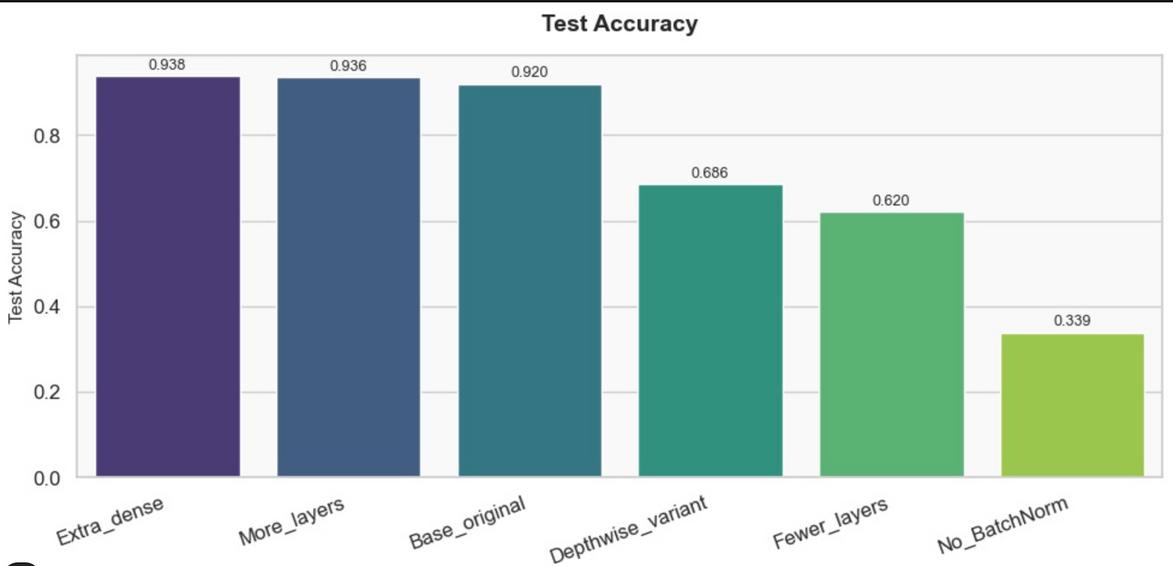 Test Accuracy
0.938
0.936
0.920
0.686
0.620
0.339
Test Accuracy
0.8
0.6
0.4
0.2
0.0
Extra_dense
More_layers
Base_original
Depthwise_variant
Fewer_layers
No_BatchNorm